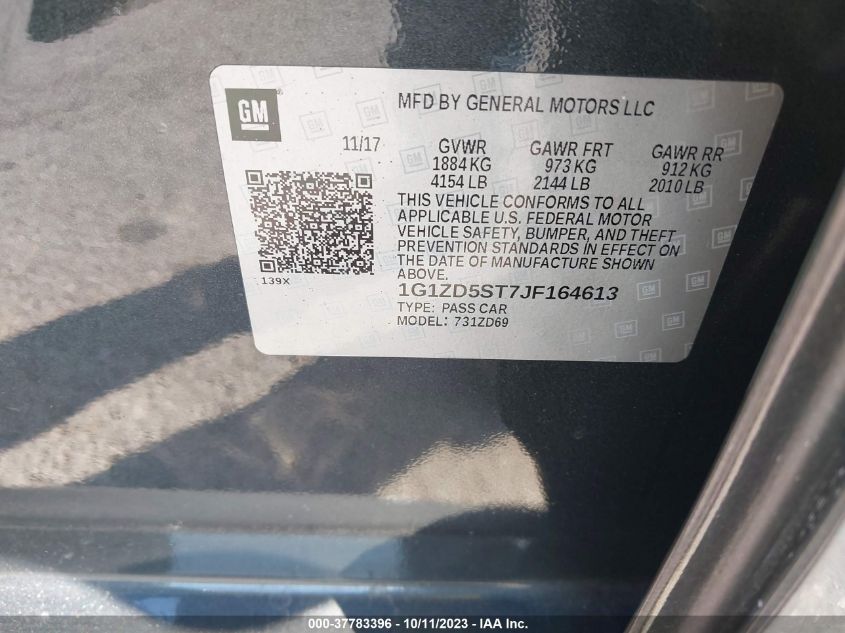 GM
MFD BY GENERAL MOTORS LLC
11/17 GVWR GAWR FRT GAWR RR
1884 KG 973 KG 912 KG
4154 LB 2144 LB 2010 LB
THIS VEHICLE CONFORMS TO ALL
APPLICABLE U.S. FEDERAL MOTOR
VEHICLE SAFETY, BUMPER, AND THEFT
PREVENTION STANDARDS IN EFFECT ON
THE DATE OF MANUFACTURE SHOWN
ABOVE.
139X
1G1ZD5ST7JF164613
TYPE: PASS CAR
MODEL: 731ZD69
000-37783396 - 10/11/2023 - IAA Inc.